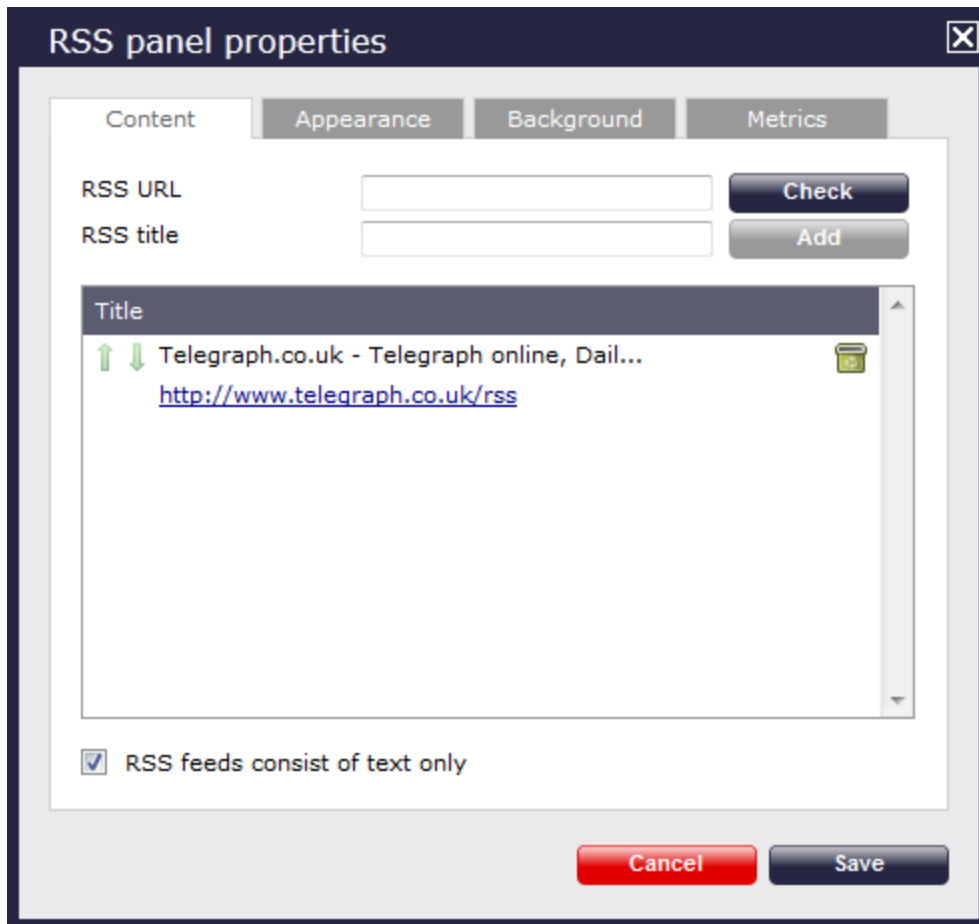 RSS panel properties
Content Appearance Background Metrics
RSS URL Check
RSS title Add
Title
Telegraph.co.uk - Telegraph online, Dail...
http://www.telegraph.co.uk/rss
RSS feeds consist of text only
Cancel Save